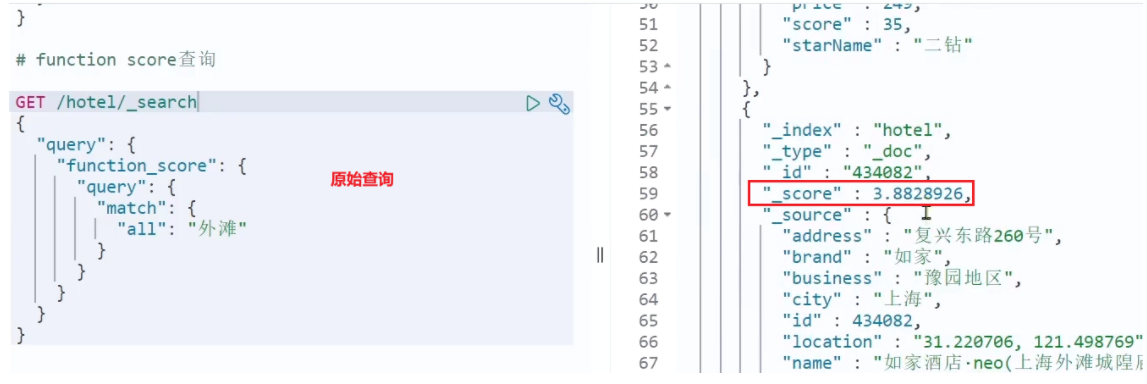 }
# function score查询
GET /hotel/_search
{
"query": {
"function_score": {
"query": {
"match": {
"all": "外滩"
}
}
}
}
}
原始查询
50
"price" : 249,
51
"score" : 35,
52
"starName" : "二钻"
53
}
54
},
55
{
56
"_index" : "hotel",
57
"_type" : "_doc",
58
"_id" : "434082",
59
"_score" : 3.8828926,
60
"_source" : {
61
"address" : "复兴东路260号",
62
"brand" : "如家",
63
"business" : "豫园地区",
64
"city" : "上海",
65
"id" : 434082,
66
"location" : "31.220706, 121.498769"
67
"name" : "如家酒店·neo(上海外滩城隍庙